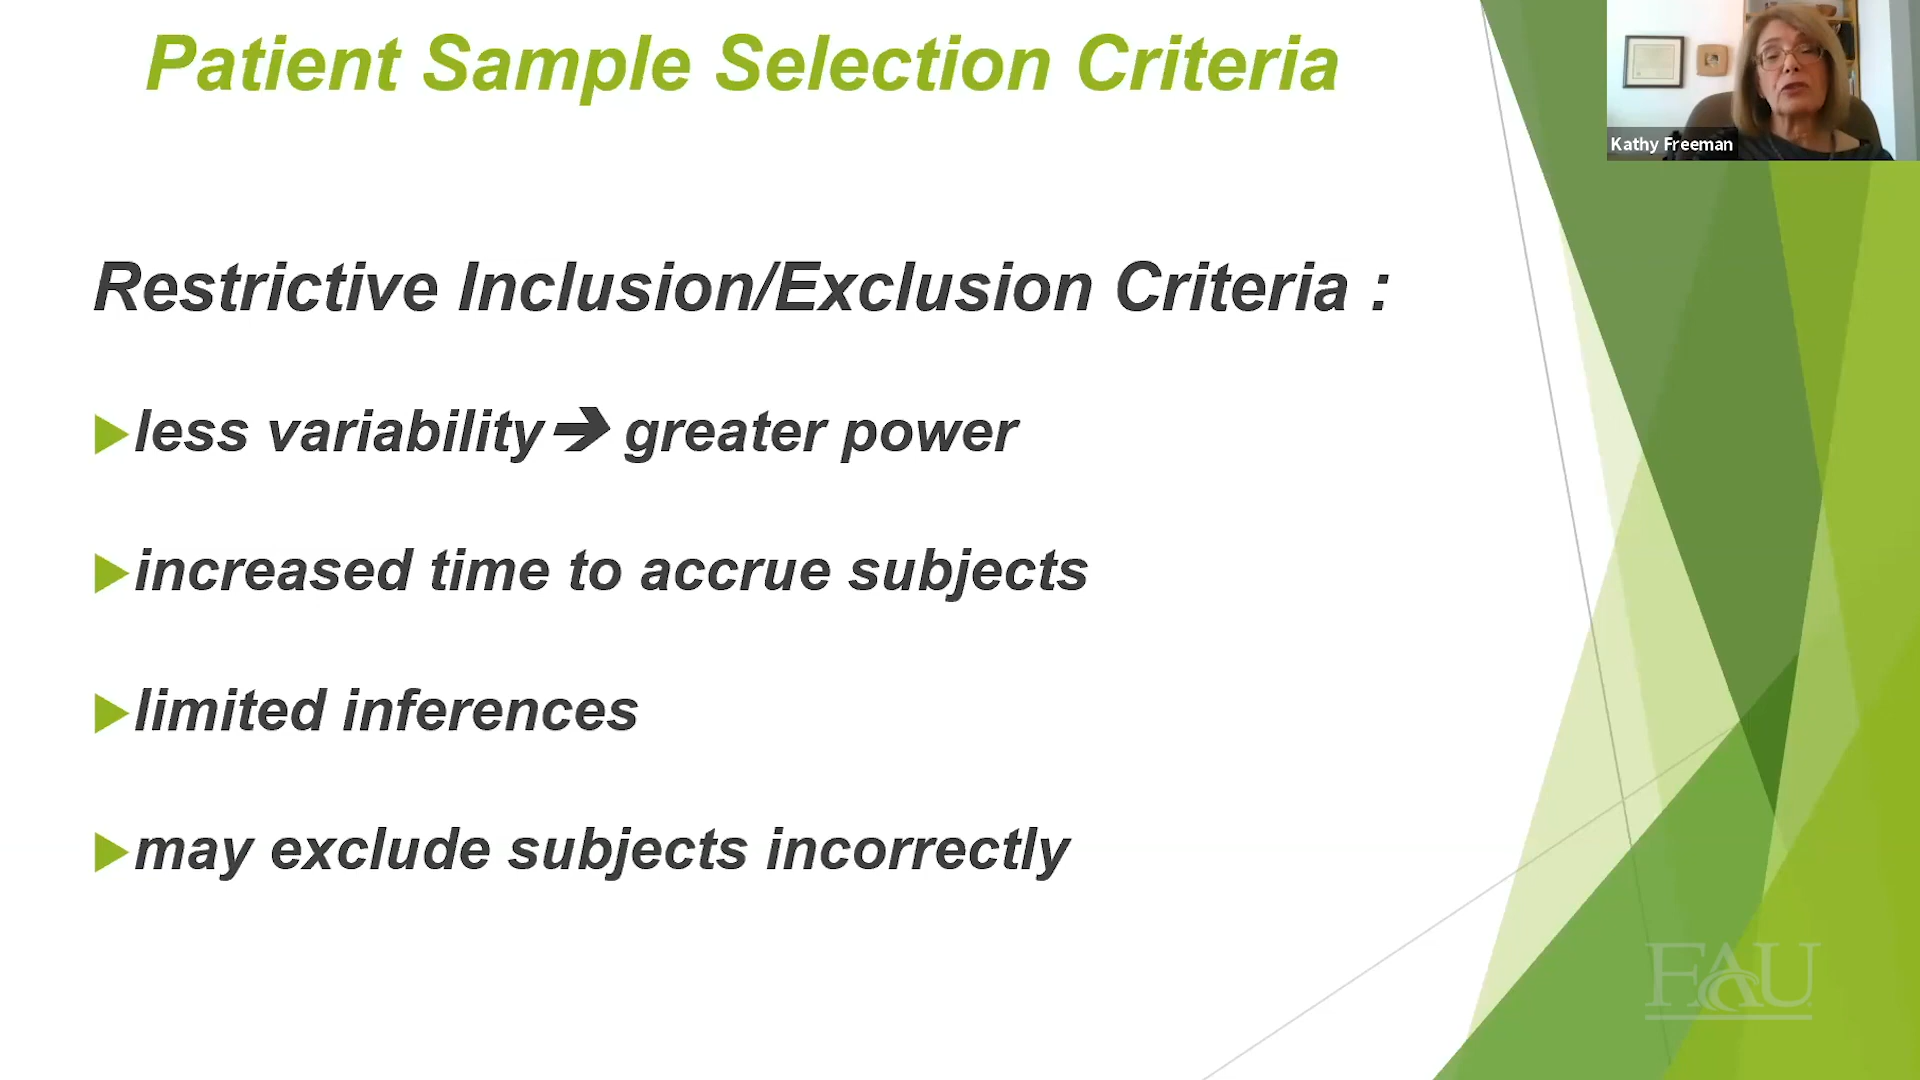 Patient Sample Selection Criteria
Kathy Freeman
Restrictive Inclusion/Exclusion Criteria :
less variability➔ greater power
increased time to accrue subjects
limited inferences
may exclude subjects incorrectly
FAU